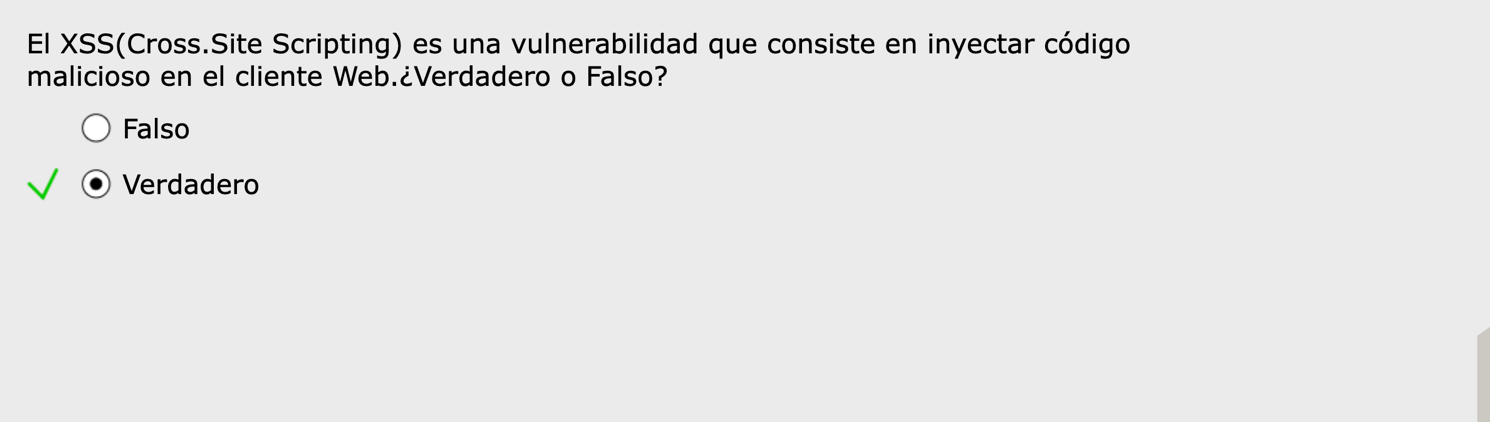 El XSS(Cross.Site Scripting) es una vulnerabilidad que consiste en inyectar código
malicioso en el cliente Web.¿Verdadero o Falso?
Falso
Verdadero